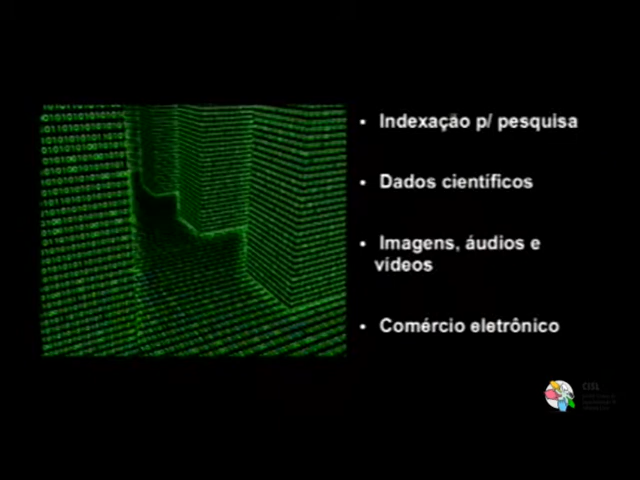 • Indexação p/ pesquisa
• Dados científicos
• Imagens, áudios e
vídeos
• Comércio eletrônico
CISL